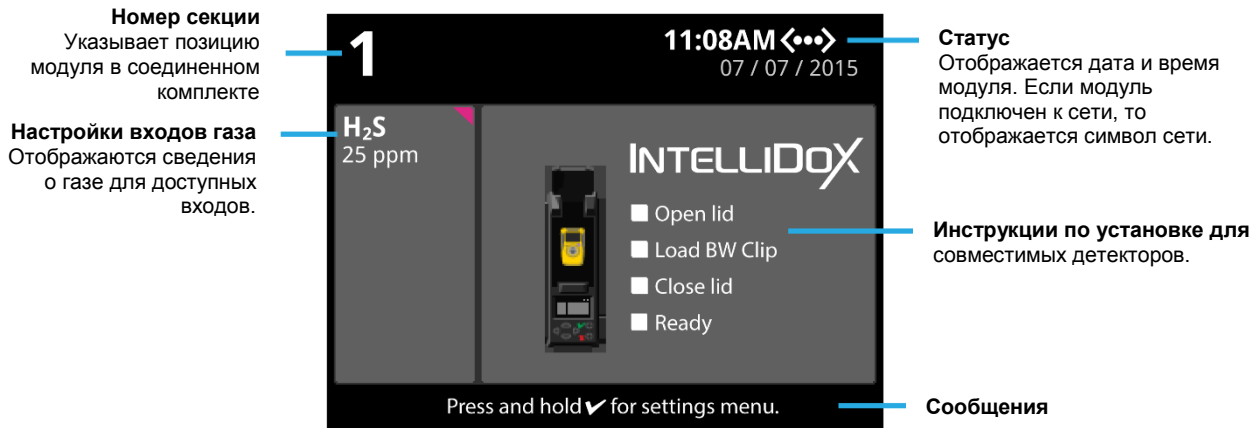 Номер секции
Указывает позицию
модуля в соединенном
комплекте
Настройки входов газа
Отображаются сведения
о газе для доступных
входов.
1
11:08AM
07 / 07 / 2015
H₂S
25 ppm
INTELLIDOX
Open lid
Load BW Clip
Close lid
Ready
Press and hold ✔ for settings menu.
Статус
Отображается дата и время
модуля. Если модуль
подключен к сети, то
отображается символ сети.
Инструкции по установке для
совместимых детекторов.
Сообщения